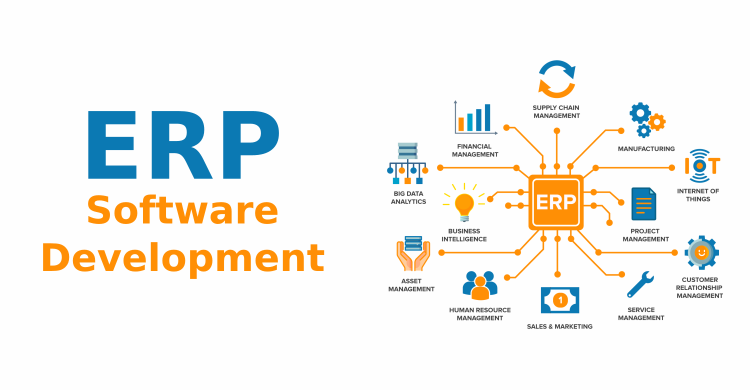 ERP
Software
Development
SUPPLY CHAIN
MANAGEMENT
FINANCIAL
MANAGEMENT
MANUFACTURING
IOT
INTERNET OF
THINGS
BIG DATA
ANALYTICS
ERP
BUSINESS
INTELLIGENCE
PROJECT
MANAGEMENT
ASSET
MANAGEMENT
CUSTOMER
RELATIONSHIP
MANAGEMENT
HUMAN RESOURCE
MANAGEMENT
1
SALES & MARKETING
SERVICE
MANAGEMENT